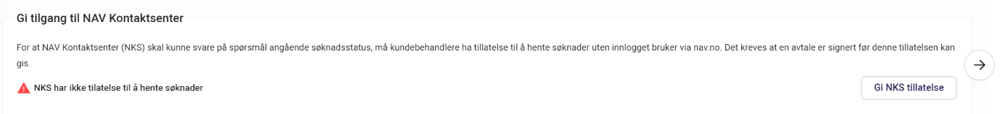 Gi tilgang til NAV Kontaktsenter
For at NAV Kontaktsenter (NKS) skal kunne svare på spørsmål angående søknadsstatus, må kundebehandlere ha tillatelse til å hente søknader uten innlogget bruker via nav.no. Det kreves at en avtale er signert før denne tillatelsen kan
gis.
NKS har ikke tilatelse til å hente søknader
Gi NKS tillatelse